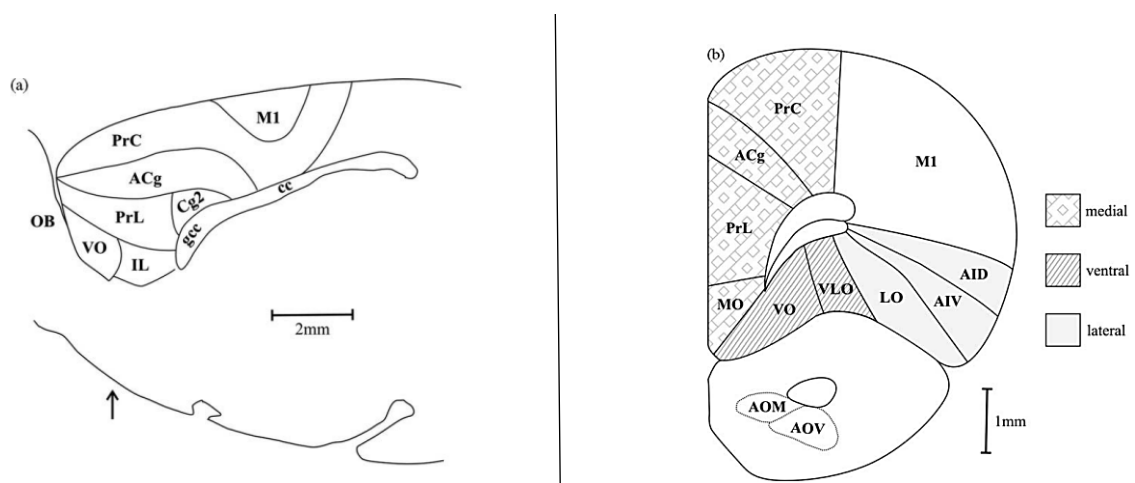 (a)
M1
PrC
ACg
Cg2
cc
PrL
OB
gcc
VO
IL
2mm
(b)
PrC
ACg
M1
PrL
medial
AID
ventral
MO
VO
VLO
LO
AIV
lateral
AOM
AOV
1mm